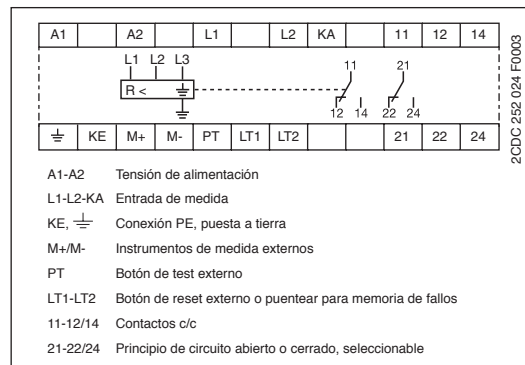 A1 A2 L1 L2 KA 11 12 14
L1 L2 L3
11 21
R <
12 14 22 24
⏚ KE M+ M- PT LT1 LT2 21 22 24
2CDC 252 024 F0003
A1-A2 Tensión de alimentación
L1-L2-KA Entrada de medida
KE, ⏚ Conexión PE, puesta a tierra
M+/M- Instrumentos de medida externos
PT Botón de test externo
LT1-LT2 Botón de reset externo o puentear para memoria de fallos
11-12/14 Contactos c/c
21-22/24 Principio de circuito abierto o cerrado, seleccionable